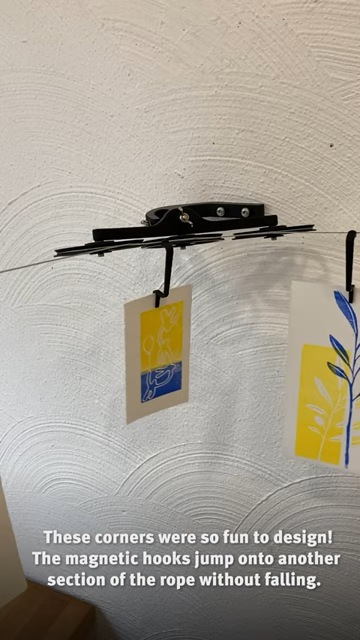 These corners were so fun to design!
The magnetic hooks jump onto another
section of the rope without falling.